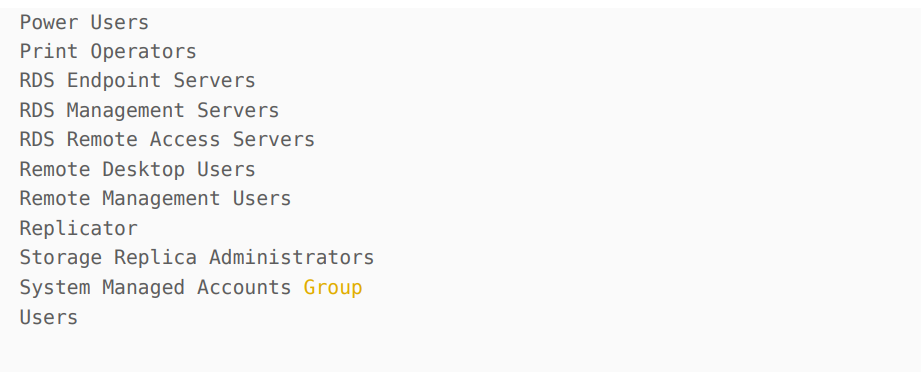 Power Users
Print Operators
RDS Endpoint Servers
RDS Management Servers
RDS Remote Access Servers
Remote Desktop Users
Remote Management Users
Replicator
Storage Replica Administrators
System Managed Accounts Group
Users